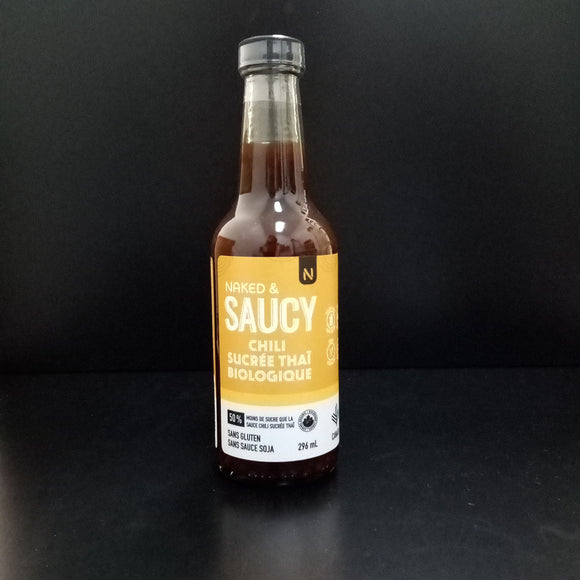 N
NAKED &
SAUCY
CHILI
SUCRÉE THAÏ
BIOLOGIQUE
50% MOINS DE SUCRE QUE LA
SAUCE CHILI SUCRÉE THAÏ
SANS GLUTEN
SANS SAUCE SOJA
296 mL